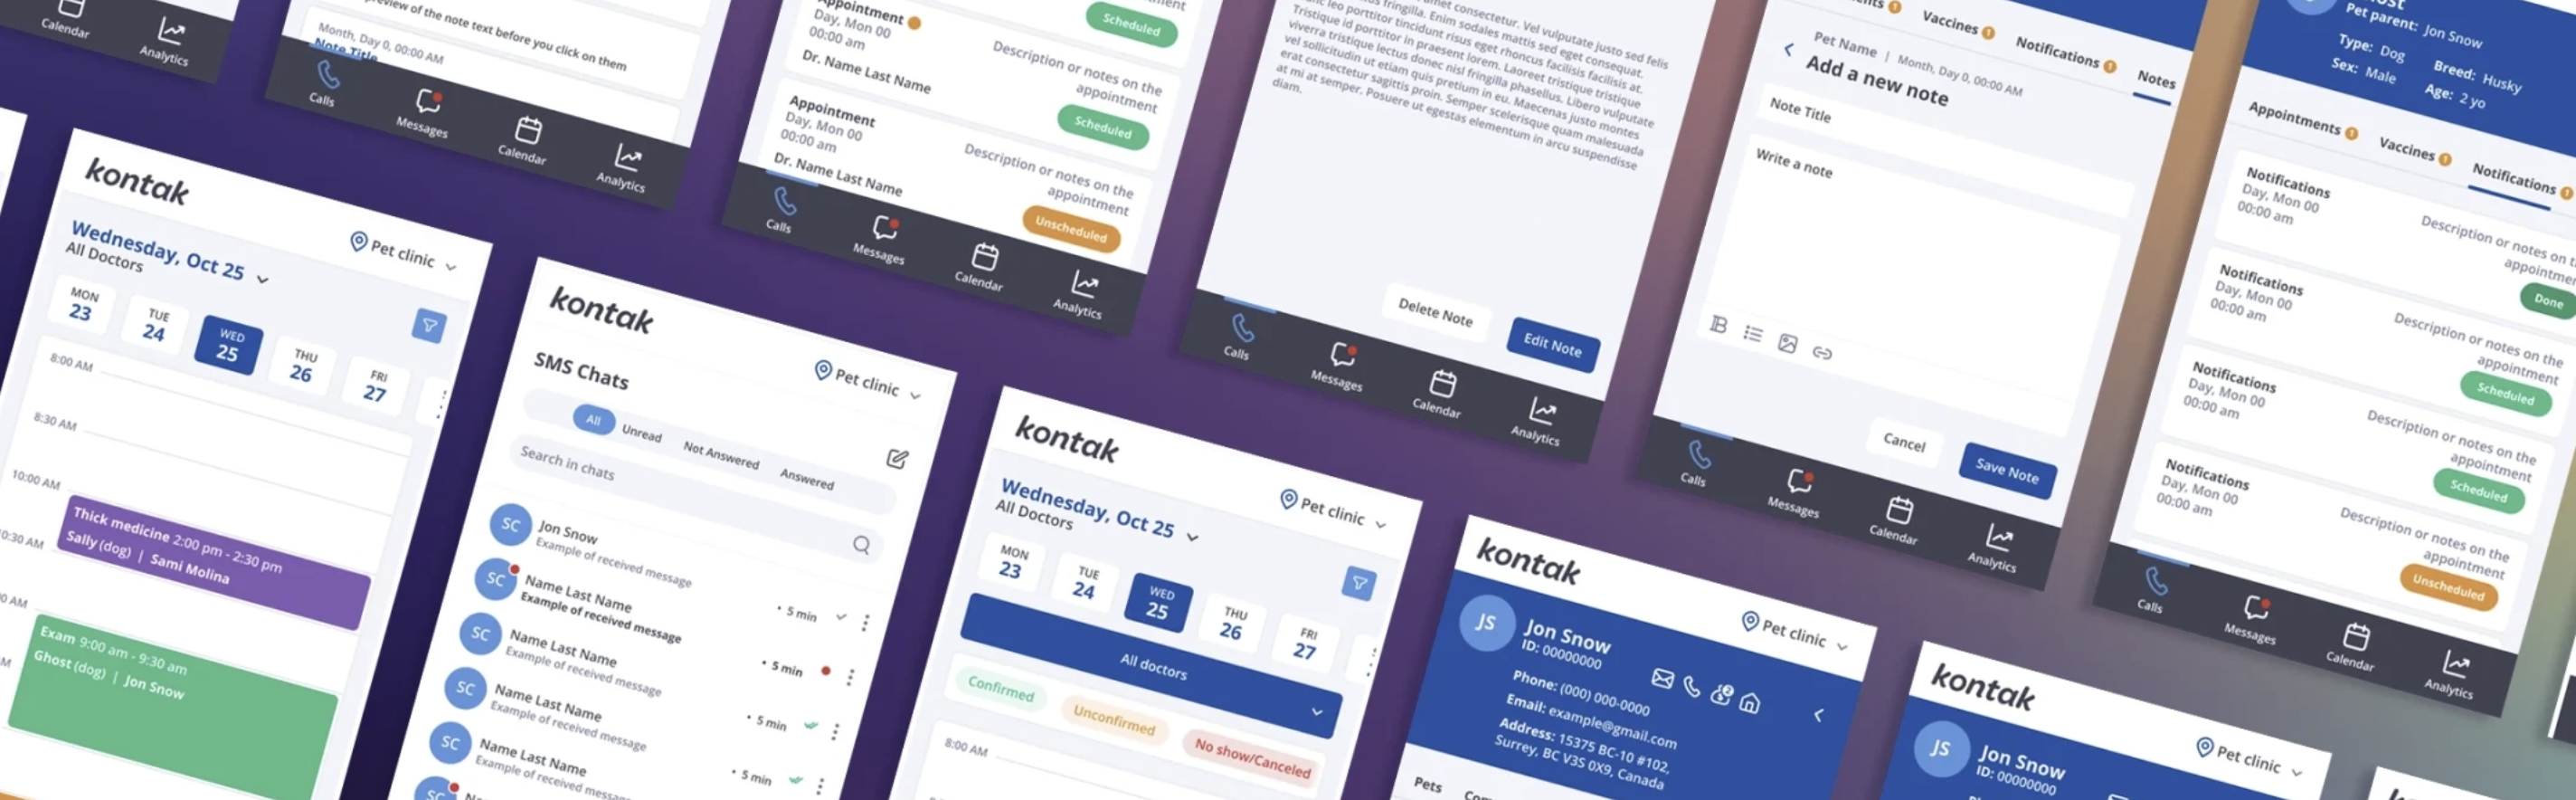 Calendar
Analytics
preview of the note text before you click on them
Month, Day 0, 00:00 AM
Note Title
Calls
Messages
Calendar
Analytics
Scheduled
Appointment
Day, Mon 00
00:00 am
Dr. Name Last Name
Description or notes on the
appointment
Scheduled
Appointment
Day, Mon 00
00:00 am
Dr. Name Last Name
Description or notes on the
appointment
Unscheduled
Calls
Messages
Calendar
Analytics
amet consectetur. Vel vulputate justo sed felis
fringilla. Enim sodales mattis sed eget consequat.
leo porttitor tincidunt risus eget rhoncus facilisis facilisis at.
Tristique id porttitor in praesent lorem. Laoreet tristique tristique
viverra tristique lectus donec nisl fringilla phasellus. Libero vulputate
vel sollicitudin ut etiam quis pretium in eu. Maecenas justo montes
erat consectetur sagittis proin. Semper scelerisque quam malesuada
at mi at semper. Posuere ut egestas elementum in arcu suspendisse
diam.
Delete Note
Edit Note
Calls
Messages
Calendar
Analytics
Vaccines 1
Notifications 1
Notes
Pet Name | Month, Day 0, 00:00 AM
Add a new note
Note Title
Write a note
Cancel
Save Note
Calls
Messages
Calendar
Analytics
Pet parent: Jon Snow
Type: Dog
Breed: Husky
Sex: Male
Age: 2 yo
Appointments 1
Vaccines 1
Notifications 1
Notifications
Day, Mon 00
00:00 am
Description or notes on
Done
Notifications
Day, Mon 00
00:00 am
Description or notes on the
appointment
Scheduled
Notifications
Day, Mon 00
00:00 am
Description or notes on the
appointment
Scheduled
Notifications
Day, Mon 00
00:00 am
Description or notes on the
appointment
Unscheduled
Calls
Messages
Calendar
Analytics
kontak
Pet clinic
Wednesday, Oct 25
All Doctors
MON 23
TUE 24
WED 25
THU 26
FRI 27
8:00 AM
8:30 AM
10:00 AM
Thick medicine 2:00 pm - 2:30 pm
Sally (dog) | Sami Molina
Exam 9:00 am - 9:30 am
Ghost (dog) | Jon Snow
kontak
Pet clinic
SMS Chats
All
Unread
Not Answered
Answered
Search in chats
SC
Jon Snow
Example of received message
• 5 min
SC
Name Last Name
Example of received message
• 5 min
SC
Name Last Name
Example of received message
• 5 min
SC
Name Last Name
Example of received message
• 5 min
SC
Name Last Name
Example of received message
SC
kontak
Pet clinic
Wednesday, Oct 25
All Doctors
MON 23
TUE 24
WED 25
THU 26
FRI 27
All doctors
Confirmed
Unconfirmed
No show/Canceled
8:00 AM
kontak
Pet clinic
JS
Jon Snow
ID: 00000000
Phone: (000) 000-0000
Email: example@gmail.com
Address: 15375 BC-10 #102,
Surrey, BC V3S 0X9, Canada
Pets
kontak
Pet clinic
JS
Jon Snow
ID: 00000000